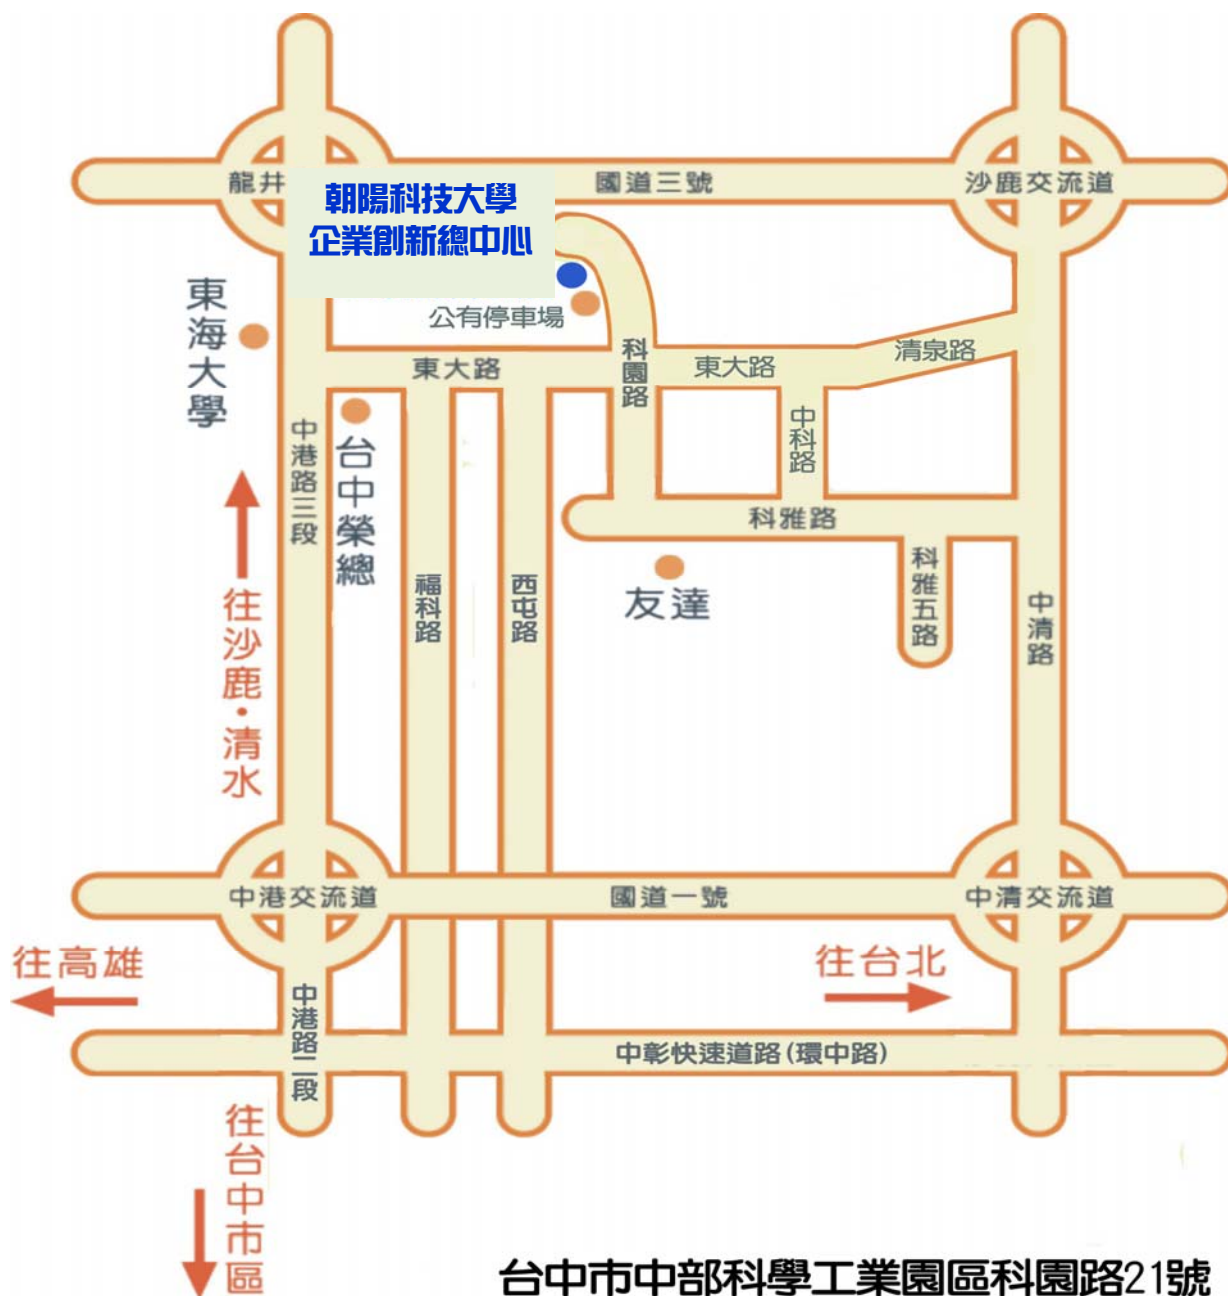 龍井
國道三號
沙鹿交流道
朝陽科技大學
企業創新總中心
公有停車場
東海大學
東大路
科園路
東大路
清泉路
中科路
中港路三段
台中榮總
科雅路
科雅五路
友達
福科路
西屯路
中清路
往沙鹿・清水
中港交流道
國道一號
中清交流道
往高雄
往台北
中港路二段
中彰快速道路(環中路)
往台中市區
台中市中部科學工業園區科園路21號